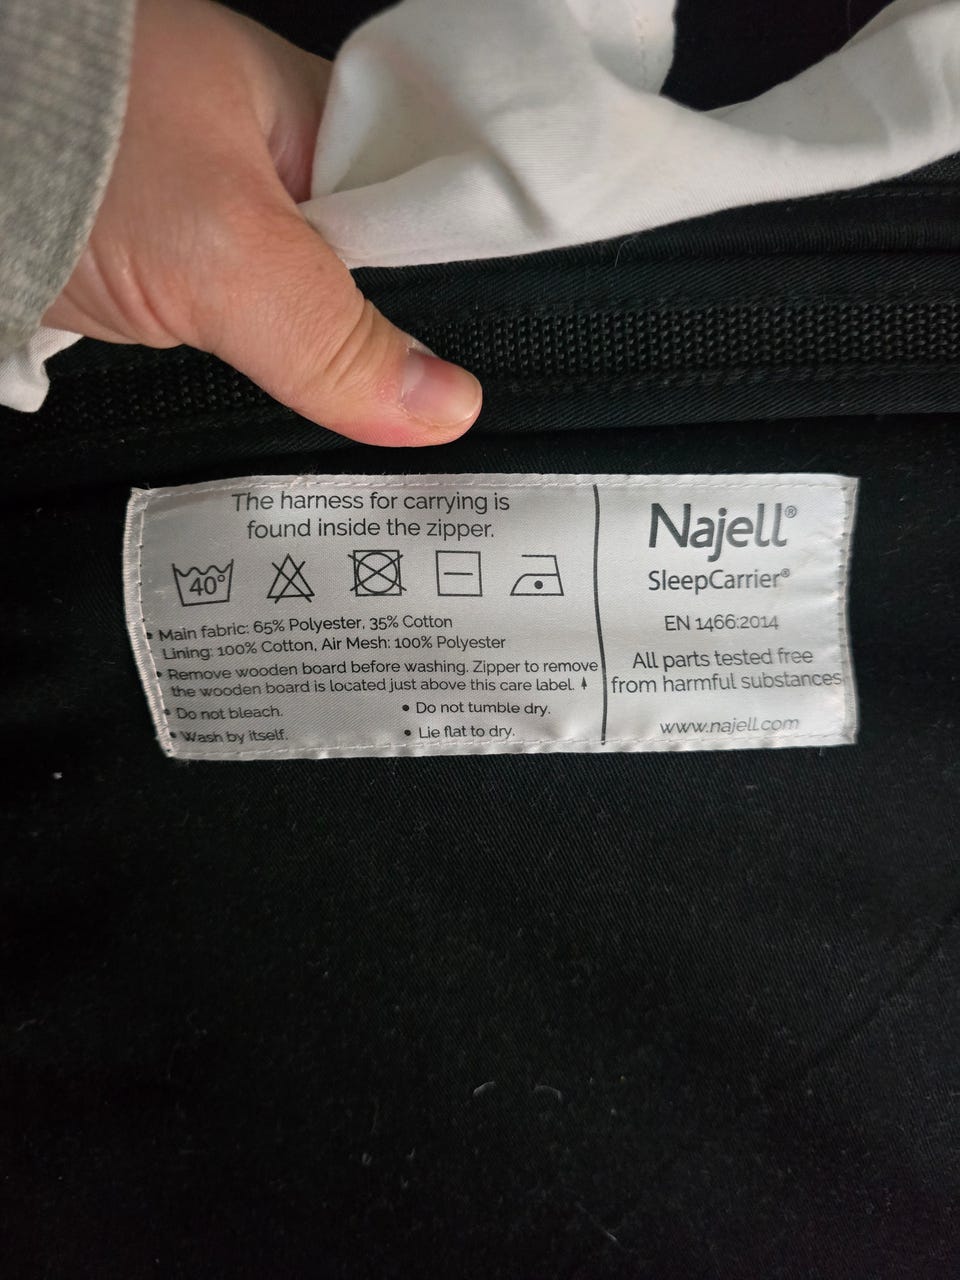 The harness for carrying is
found inside the zipper.
40°
• Main fabric: 65% Polyester, 35% Cotton
Lining: 100% Cotton, Air Mesh: 100% Polyester
• Remove wooden board before washing. Zipper to remove
the wooden board is located just above this care label.
• Do not bleach.
• Do not tumble dry.
• Wash by itself.
• Lie flat to dry.
Najell®
SleepCarrier®
EN 1466:2014
All parts tested free
from harmful substances
www.najell.com